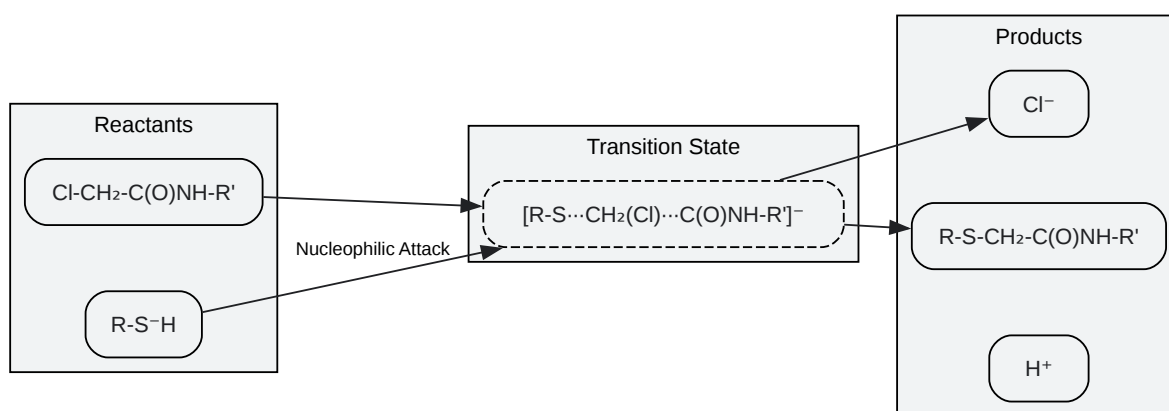 Reactants
Cl-CH₂-C(O)NH-R'
R-S⁻H
Nucleophilic Attack
Transition State
[R-S···CH₂(Cl)···C(O)NH-R']⁻
Products
Cl⁻
R-S-CH₂-C(O)NH-R'
H⁺